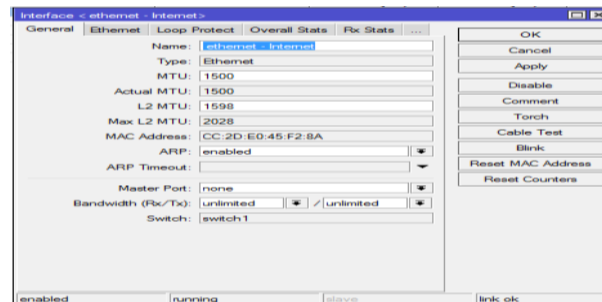 Interface <ethernet - Internet>
General Ethernet Loop Protect Overall Stats Rx Stats ...
Name: ethernet - Internet
Type: Ethernet
MTU: 1500
Actual MTU: 1500
L2 MTU: 1598
Max L2 MTU: 2028
MAC Address: CC:2D:E0:45:F2:8A
ARP: enabled
ARP Timeout:
Master Port: none
Bandwidth (Rx/Tx): unlimited / unlimited
Switch: switch1
OK
Cancel
Apply
Disable
Comment
Torch
Cable Test
Blink
Reset MAC Address
Reset Counters
enabled running slave link ok